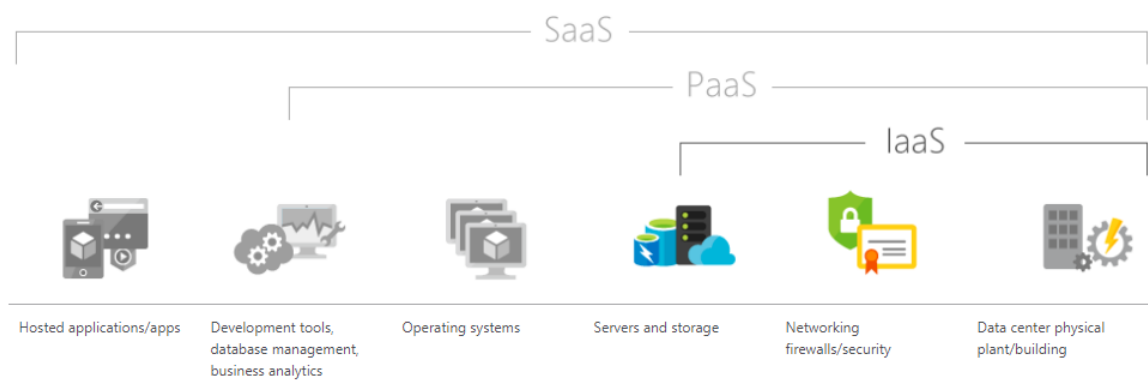 SaaS
PaaS
IaaS
Hosted applications/apps
Development tools,
database management,
business analytics
Operating systems
Servers and storage
Networking
firewalls/security
Data center physical
plant/building